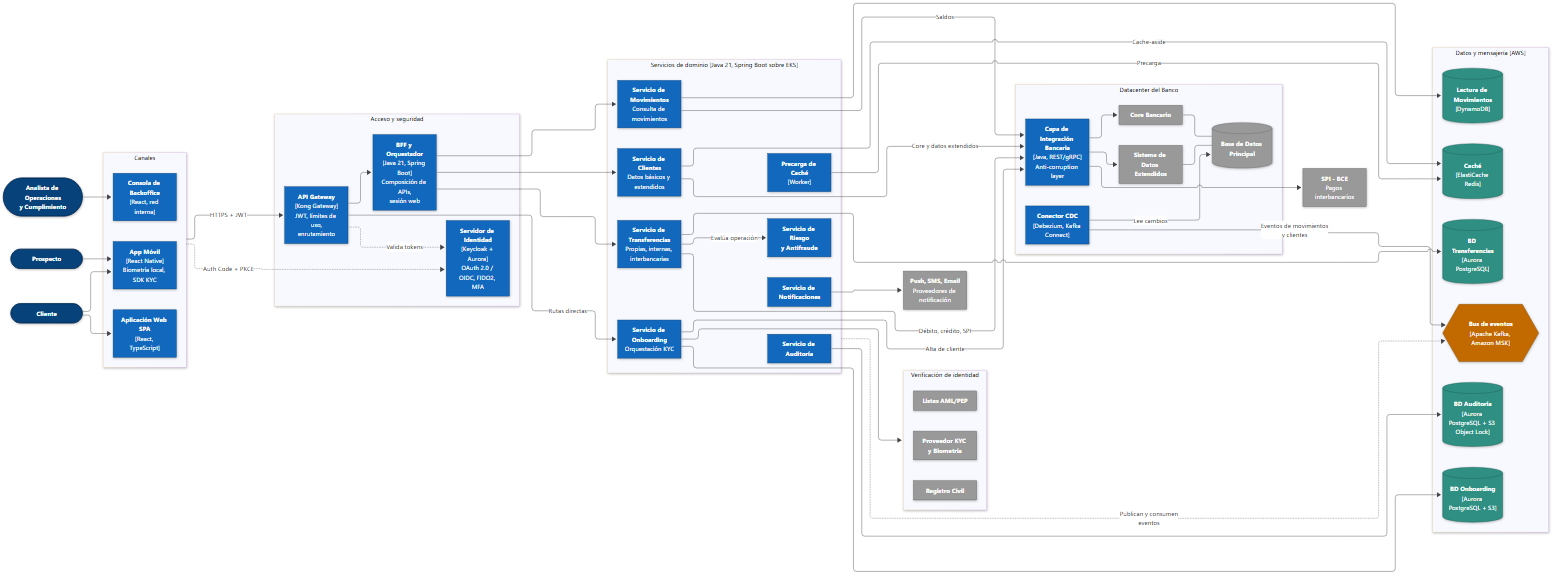 Analista de
Operaciones
y Cumplimiento
Prospecto
Cliente
Canales
Consola de
Backoffice
[React, red
interna]
App Móvil
[React Native]
Biometría local,
SDK KYC
Aplicación Web
SPA
[React,
TypeScript]
HTTPS + JWT
Auth Code + PKCE
Acceso y seguridad
API Gateway
[Kong Gateway]
JWT, límites de
uso,
enrutamiento
BFF y
Orquestador
[Java 21, Spring
Boot]
Composición de
APIs,
sesión web
Valida tokens
Servidor de
Identidad
[Keycloak +
Aurora]
OAuth 2.0 /
OIDC, FIDO2,
MFA
Rutas directas
Servicios de dominio [Java 21, Spring Boot sobre EKS]
Servicio de
Movimientos
Consulta de
movimientos
Servicio de
Clientes
Datos básicos y
extendidos
Precarga de
Caché
[Worker]
Servicio de
Transferencias
Propias, internas,
interbancarias
Evalúa operación
Servicio de
Riesgo
y Antifraude
Servicio de
Notificaciones
Servicio de
Onboarding
Orquestación KYC
Servicio de
Auditoría
Saldos
Cache-aside
Precarga
Core y datos extendidos
Push, SMS, Email
Proveedores de
notificación
Débito, crédito, SPI
Alta de cliente
Verificación de identidad
Listas AML/PEP
Proveedor KYC
y Biometría
Registro Civil
Datacenter del Banco
Capa de
Integración
Bancaria
[Java, REST/gRPC]
Anti-corruption
layer
Core Bancario
Sistema de
Datos
Extendidos
Base de Datos
Principal
Conector CDC
[Debezium, Kafka
Connect]
Lee cambios
SPI - BCE
Pagos
interbancarios
Eventos de movimientos
y clientes
Publican y consumen
eventos
Datos y mensajería [AWS]
Lectura de
Movimientos
[DynamoDB]
Caché
[ElastiCache
Redis]
BD
Transferencias
[Aurora
PostgreSQL]
Bus de eventos
[Apache Kafka,
Amazon MSK]
BD Auditoría
[Aurora
PostgreSQL + S3
Object Lock]
BD Onboarding
[Aurora
PostgreSQL + S3]